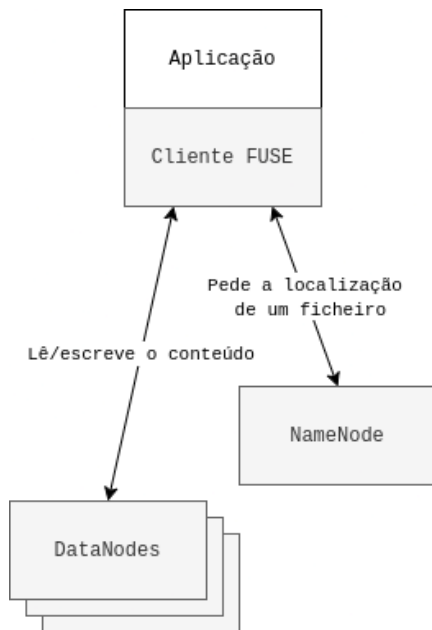 Aplicação
Cliente FUSE
Pede a localização
de um ficheiro
Lê/escreve o conteúdo
NameNode
DataNodes